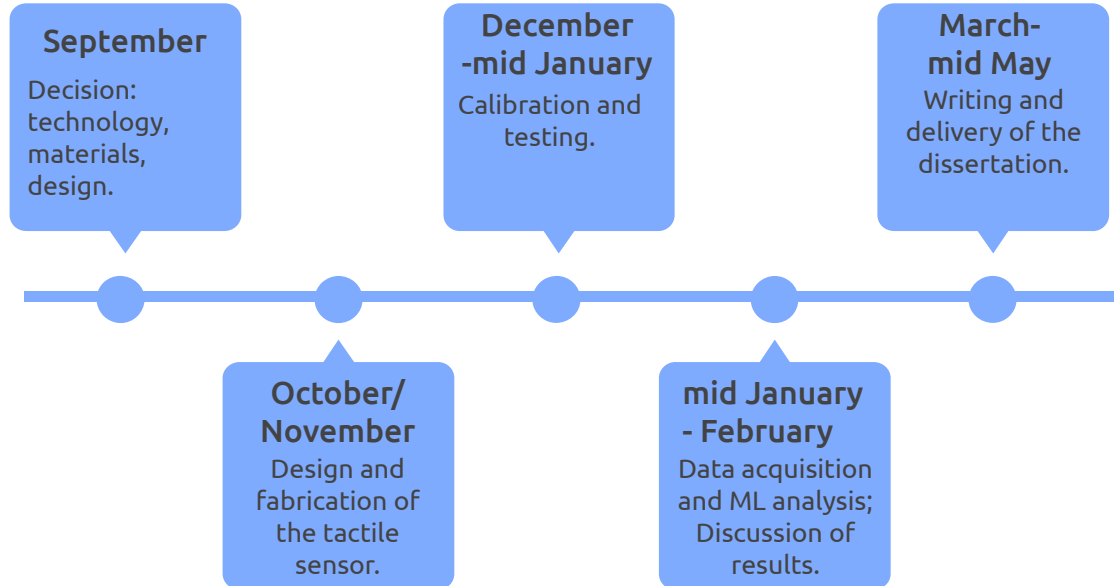 September
Decision:
technology,
materials,
design.
October/
November
Design and
fabrication of
the tactile
sensor.
December
-mid January
Calibration and
testing.
mid January
- February
Data acquisition
and ML analysis;
Discussion of
results.
March-
mid May
Writing and
delivery of the
dissertation.